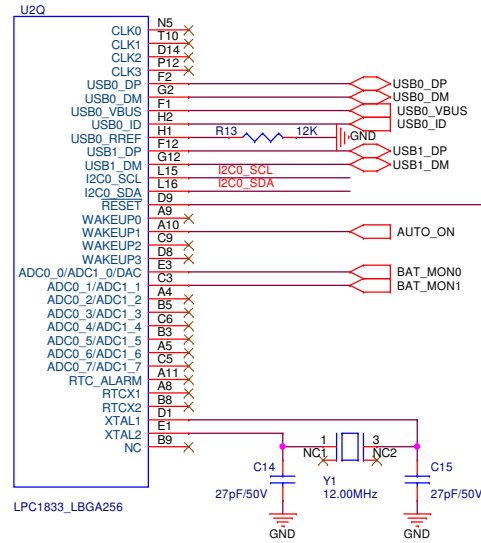 U2Q
CLK0 N5
CLK1 T10
CLK2 D14
CLK3 P12
USB0_DP F2 USB0_DP
USB0_DM G2 USB0_DM
USB0_VBUS F1 USB0_VBUS
USB0_ID H2 USB0_ID
USB0_RREF H1 R13 12K GND
USB1_DP F12 USB1_DP
USB1_DM G12 USB1_DM
I2C0_SCL L15 I2C0_SCL
I2C0_SDA L16 I2C0_SDA
RESET D9
WAKEUP0 A9
WAKEUP1 A10 AUTO_ON
WAKEUP2 C9
WAKEUP3 D8
ADC0_0/ADC1_0/DAC E3 BAT_MON0
ADC0_1/ADC1_1 C3 BAT_MON1
ADC0_2/ADC1_2 A4
ADC0_3/ADC1_3 B5
ADC0_4/ADC1_4 C6
ADC0_5/ADC1_5 B3
ADC0_6/ADC1_6 A5
ADC0_7/ADC1_7 C5
RTC_ALARM A11
RTCX1 A8
RTCX2 B8
XTAL1 D1
XTAL2 E1
NC B9
1 3
NC1 NC2
C14 Y1 C15
27pF/50V 12.00MHz 27pF/50V
LPC1833_LBGA256
GND GND